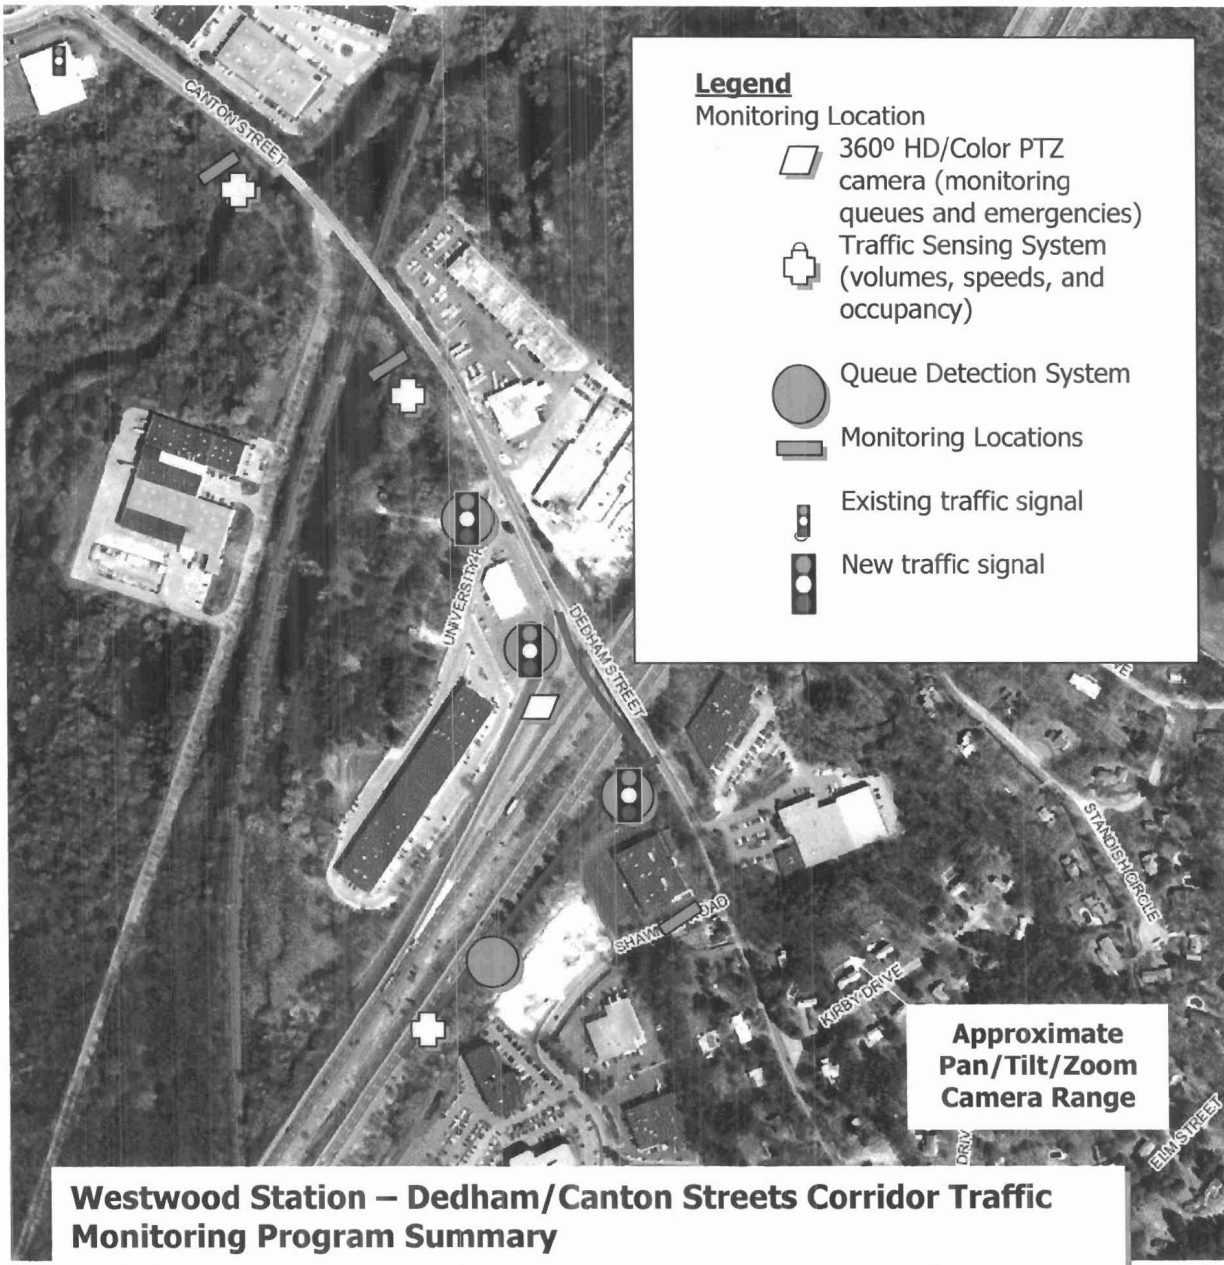 Legend
Monitoring Location
360º HD/Color PTZ
camera (monitoring
queues and emergencies)
Traffic Sensing System
(volumes, speeds, and
occupancy)
Queue Detection System
Monitoring Locations
Existing traffic signal
New traffic signal
CANTON STREET
UNIVERSITY
DEDHAM STREET
STANDISH CIRCLE
KIRBY DRIVE
Approximate
Pan/Tilt/Zoom
Camera Range
ELM STREET
Westwood Station – Dedham/Canton Streets Corridor Traffic
Monitoring Program Summary